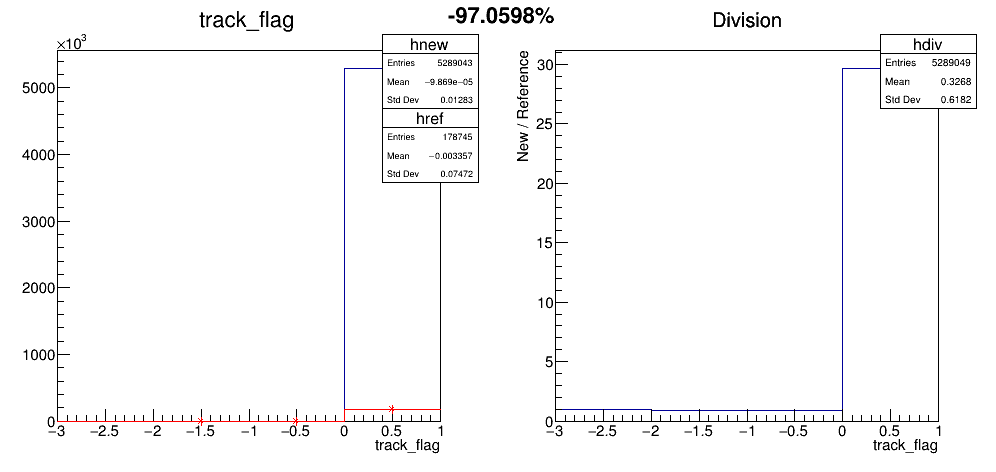 -97.0598%
track_flag
×10³
hnew
Entries 5289043
Mean −9.869e−05
Std Dev 0.01283
href
Entries 178745
Mean −0.003357
Std Dev 0.07472
5000
4000
3000
2000
1000
0
−3 −2.5 −2 −1.5 −1 −0.5 0 0.5 1
track_flag
Division
hdiv
Entries 5289049
Mean 0.3268
Std Dev 0.6182
New / Reference
30
25
20
15
10
5
0
−3 −2.5 −2 −1.5 −1 −0.5 0 0.5 1
track_flag